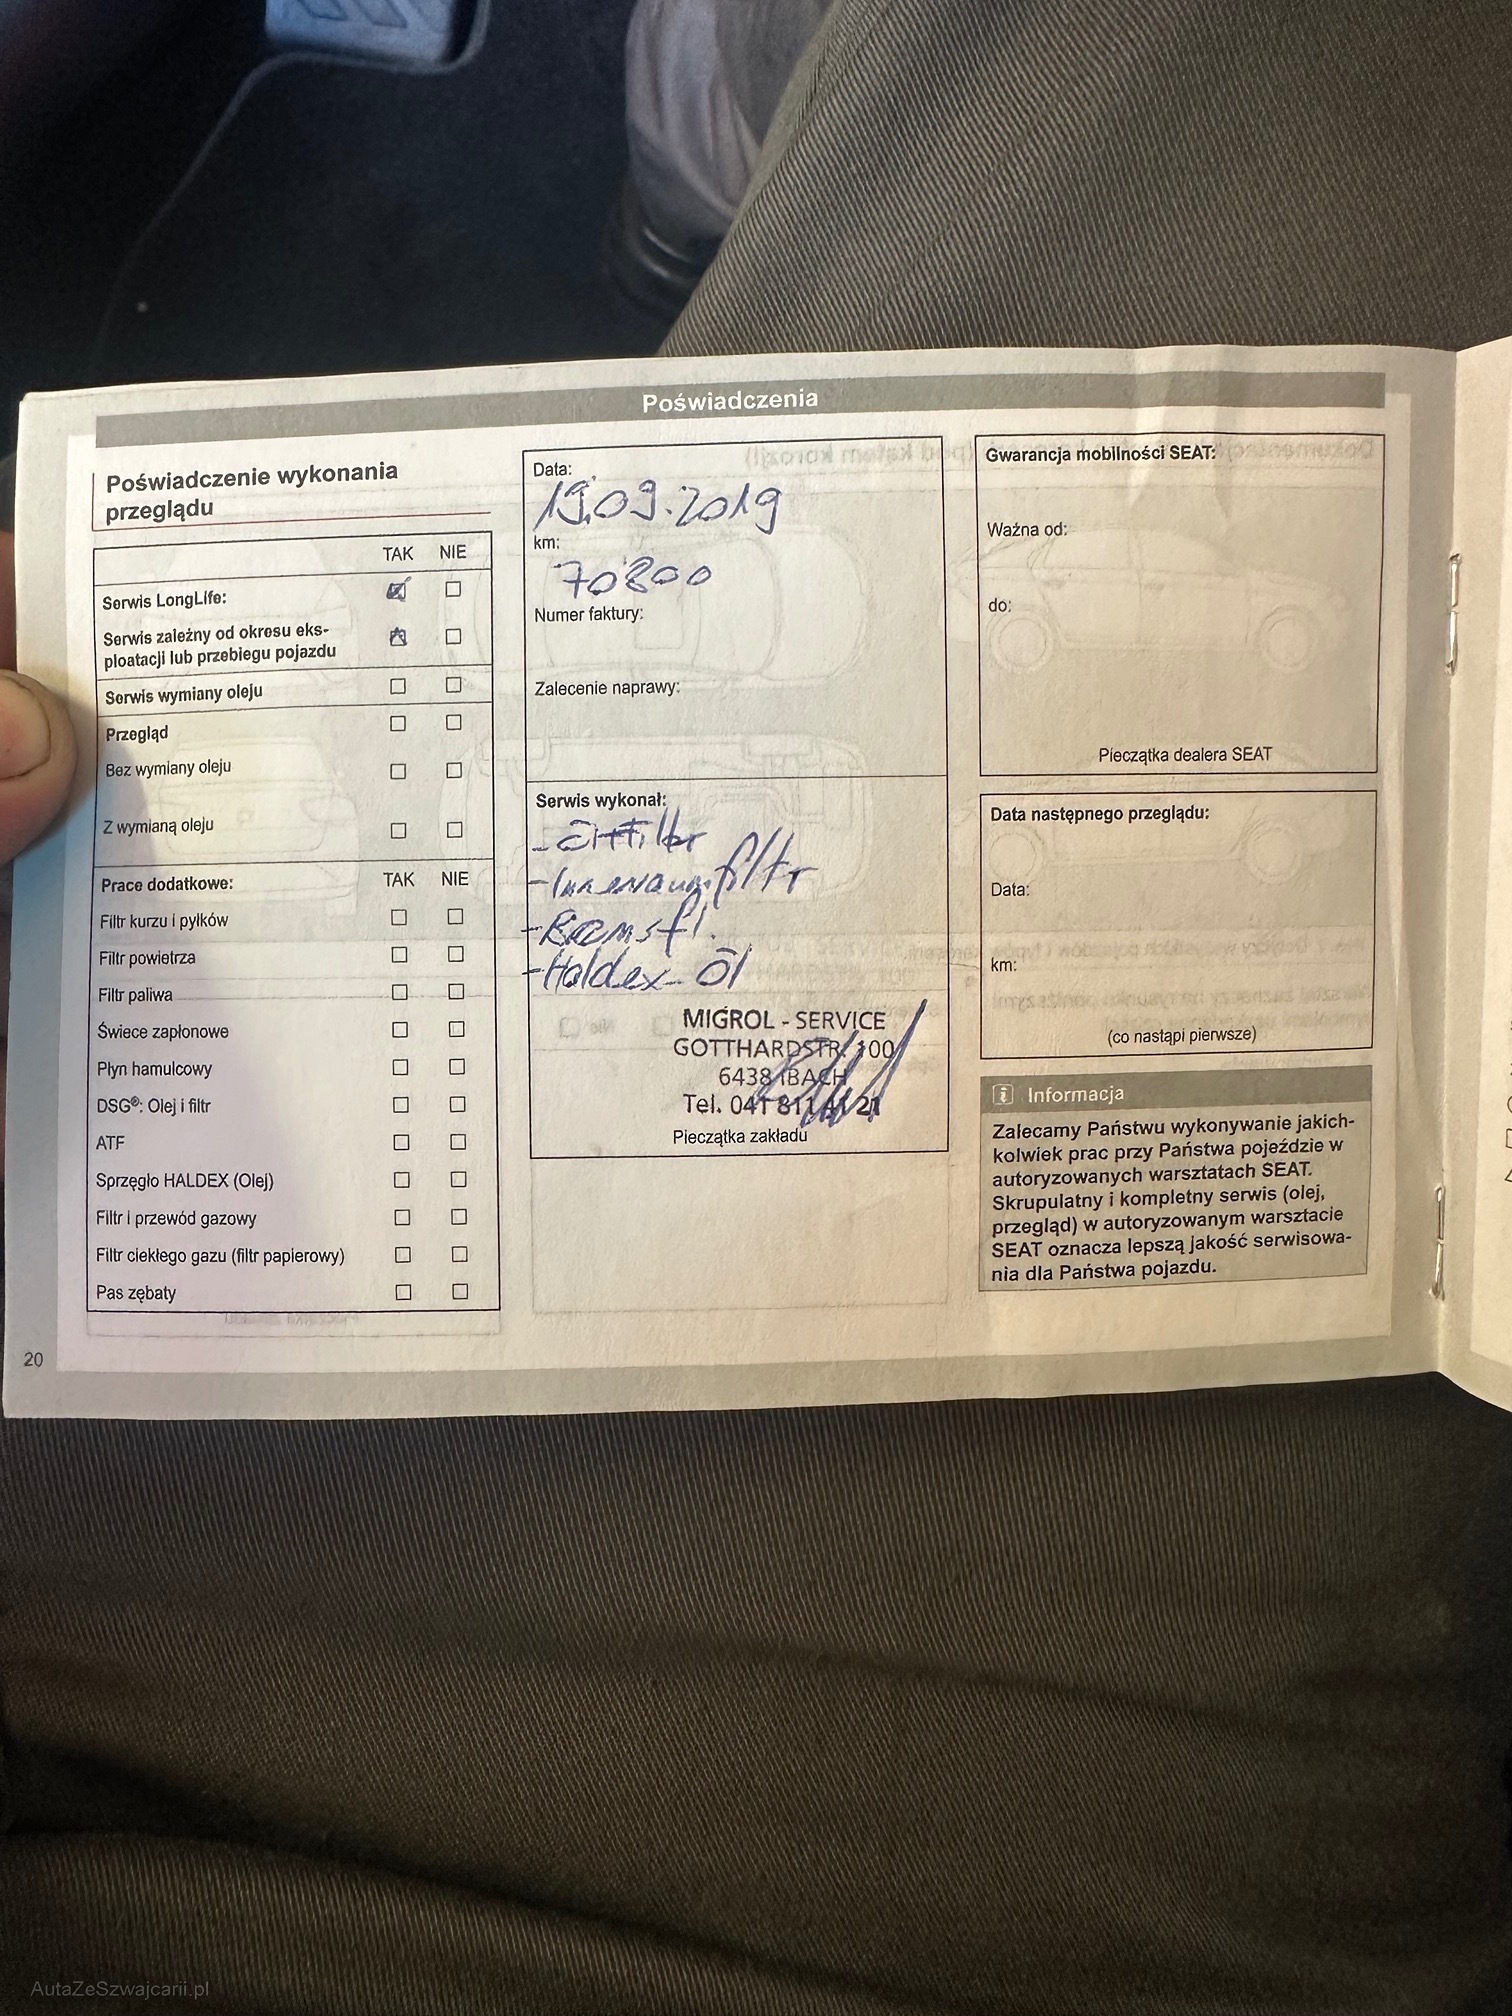 Poświadczenia
Poświadczenie wykonania
przeglądu
TAK NIE
Serwis LongLife:
Serwis zależny od okresu eks-
ploatacji lub przebiegu pojazdu
Serwis wymiany oleju
Przegląd
Bez wymiany oleju
Z wymianą oleju
Prace dodatkowe: TAK NIE
Filtr kurzu i pyłków
Filtr powietrza
Filtr paliwa
Świece zapłonowe
Płyn hamulcowy
DSG®: Olej i filtr
ATF
Sprzęgło HALDEX (Olej)
Filtr i przewód gazowy
Filtr ciekłego gazu (filtr papierowy)
Pas zębaty
20
Data:
19.09.2019
km:
70800
Numer faktury:
Zalecenie naprawy:
Serwis wykonał:
- Bremsfl.
- Haldex-Öl
MIGROL - SERVICE
GOTTHARDSTR. 100
6438 IBACH
Tel. 041 811 41 21
Pieczątka zakładu
Gwarancja mobilności SEAT:
Ważna od:
do:
Pieczątka dealera SEAT
Data następnego przeglądu:
Data:
km:
(co nastąpi pierwsze)
i Informacja
Zalecamy Państwu wykonywanie jakich-
kolwiek prac przy Państwa pojeździe w
autoryzowanych warsztatach SEAT.
Skrupulatny i kompletny serwis (olej,
przegląd) w autoryzowanym warsztacie
SEAT oznacza lepszą jakość serwisowa-
nia dla Państwa pojazdu.
AutaZeSzwajcarii.pl